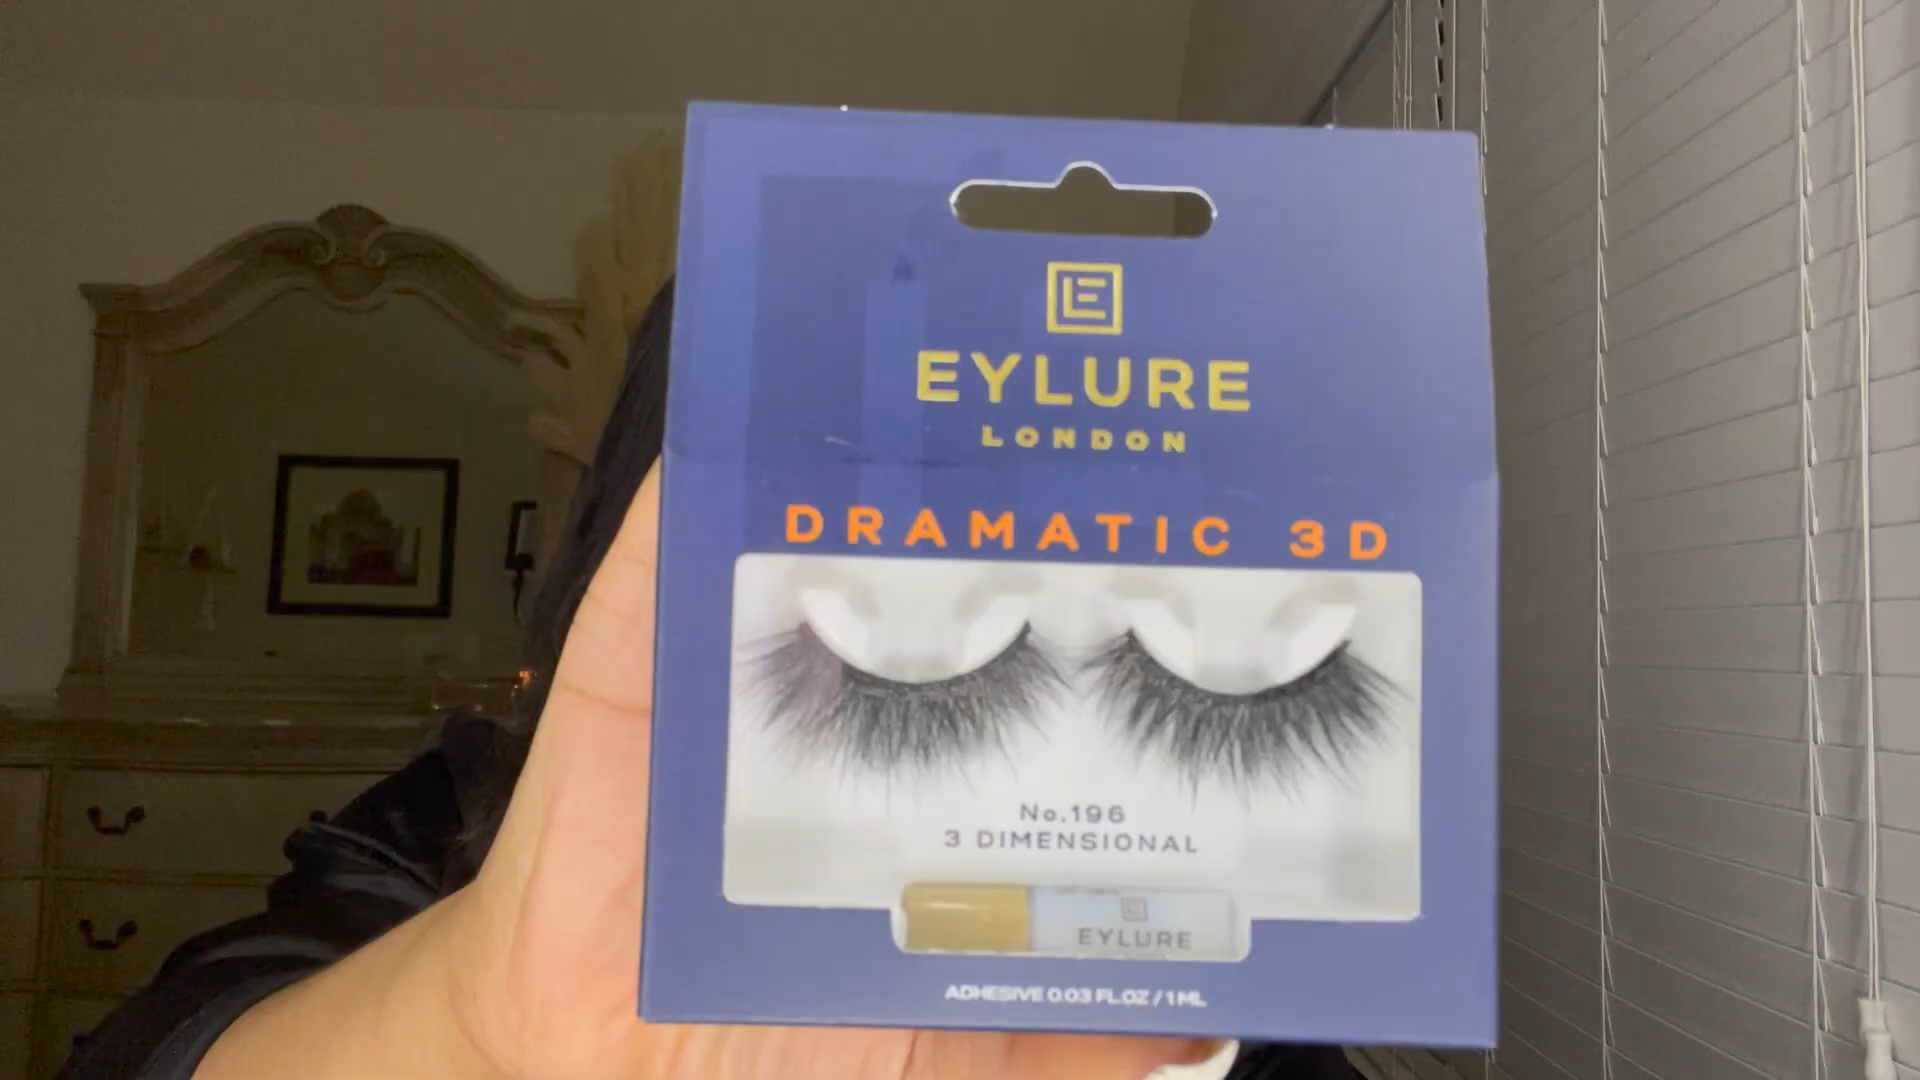 E
EYLURE
LONDON
DRAMATIC 3D
No.196
3 DIMENSIONAL
EYLURE
ADHESIVE 0.03 FL.OZ / 1 ML